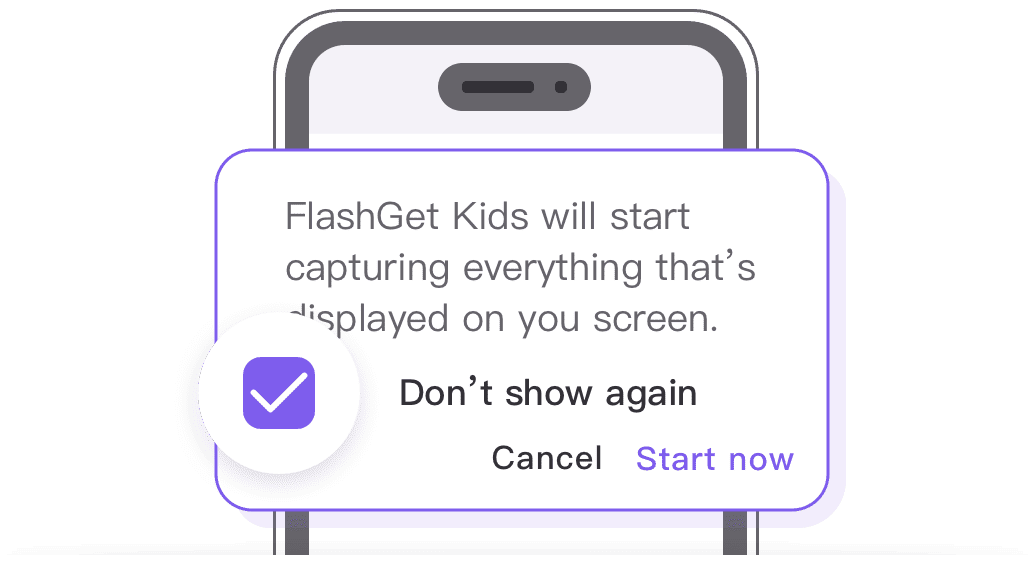 FlashGet Kids will start
capturing everything that’s
displayed on you screen.
Don’t show again
Cancel Start now